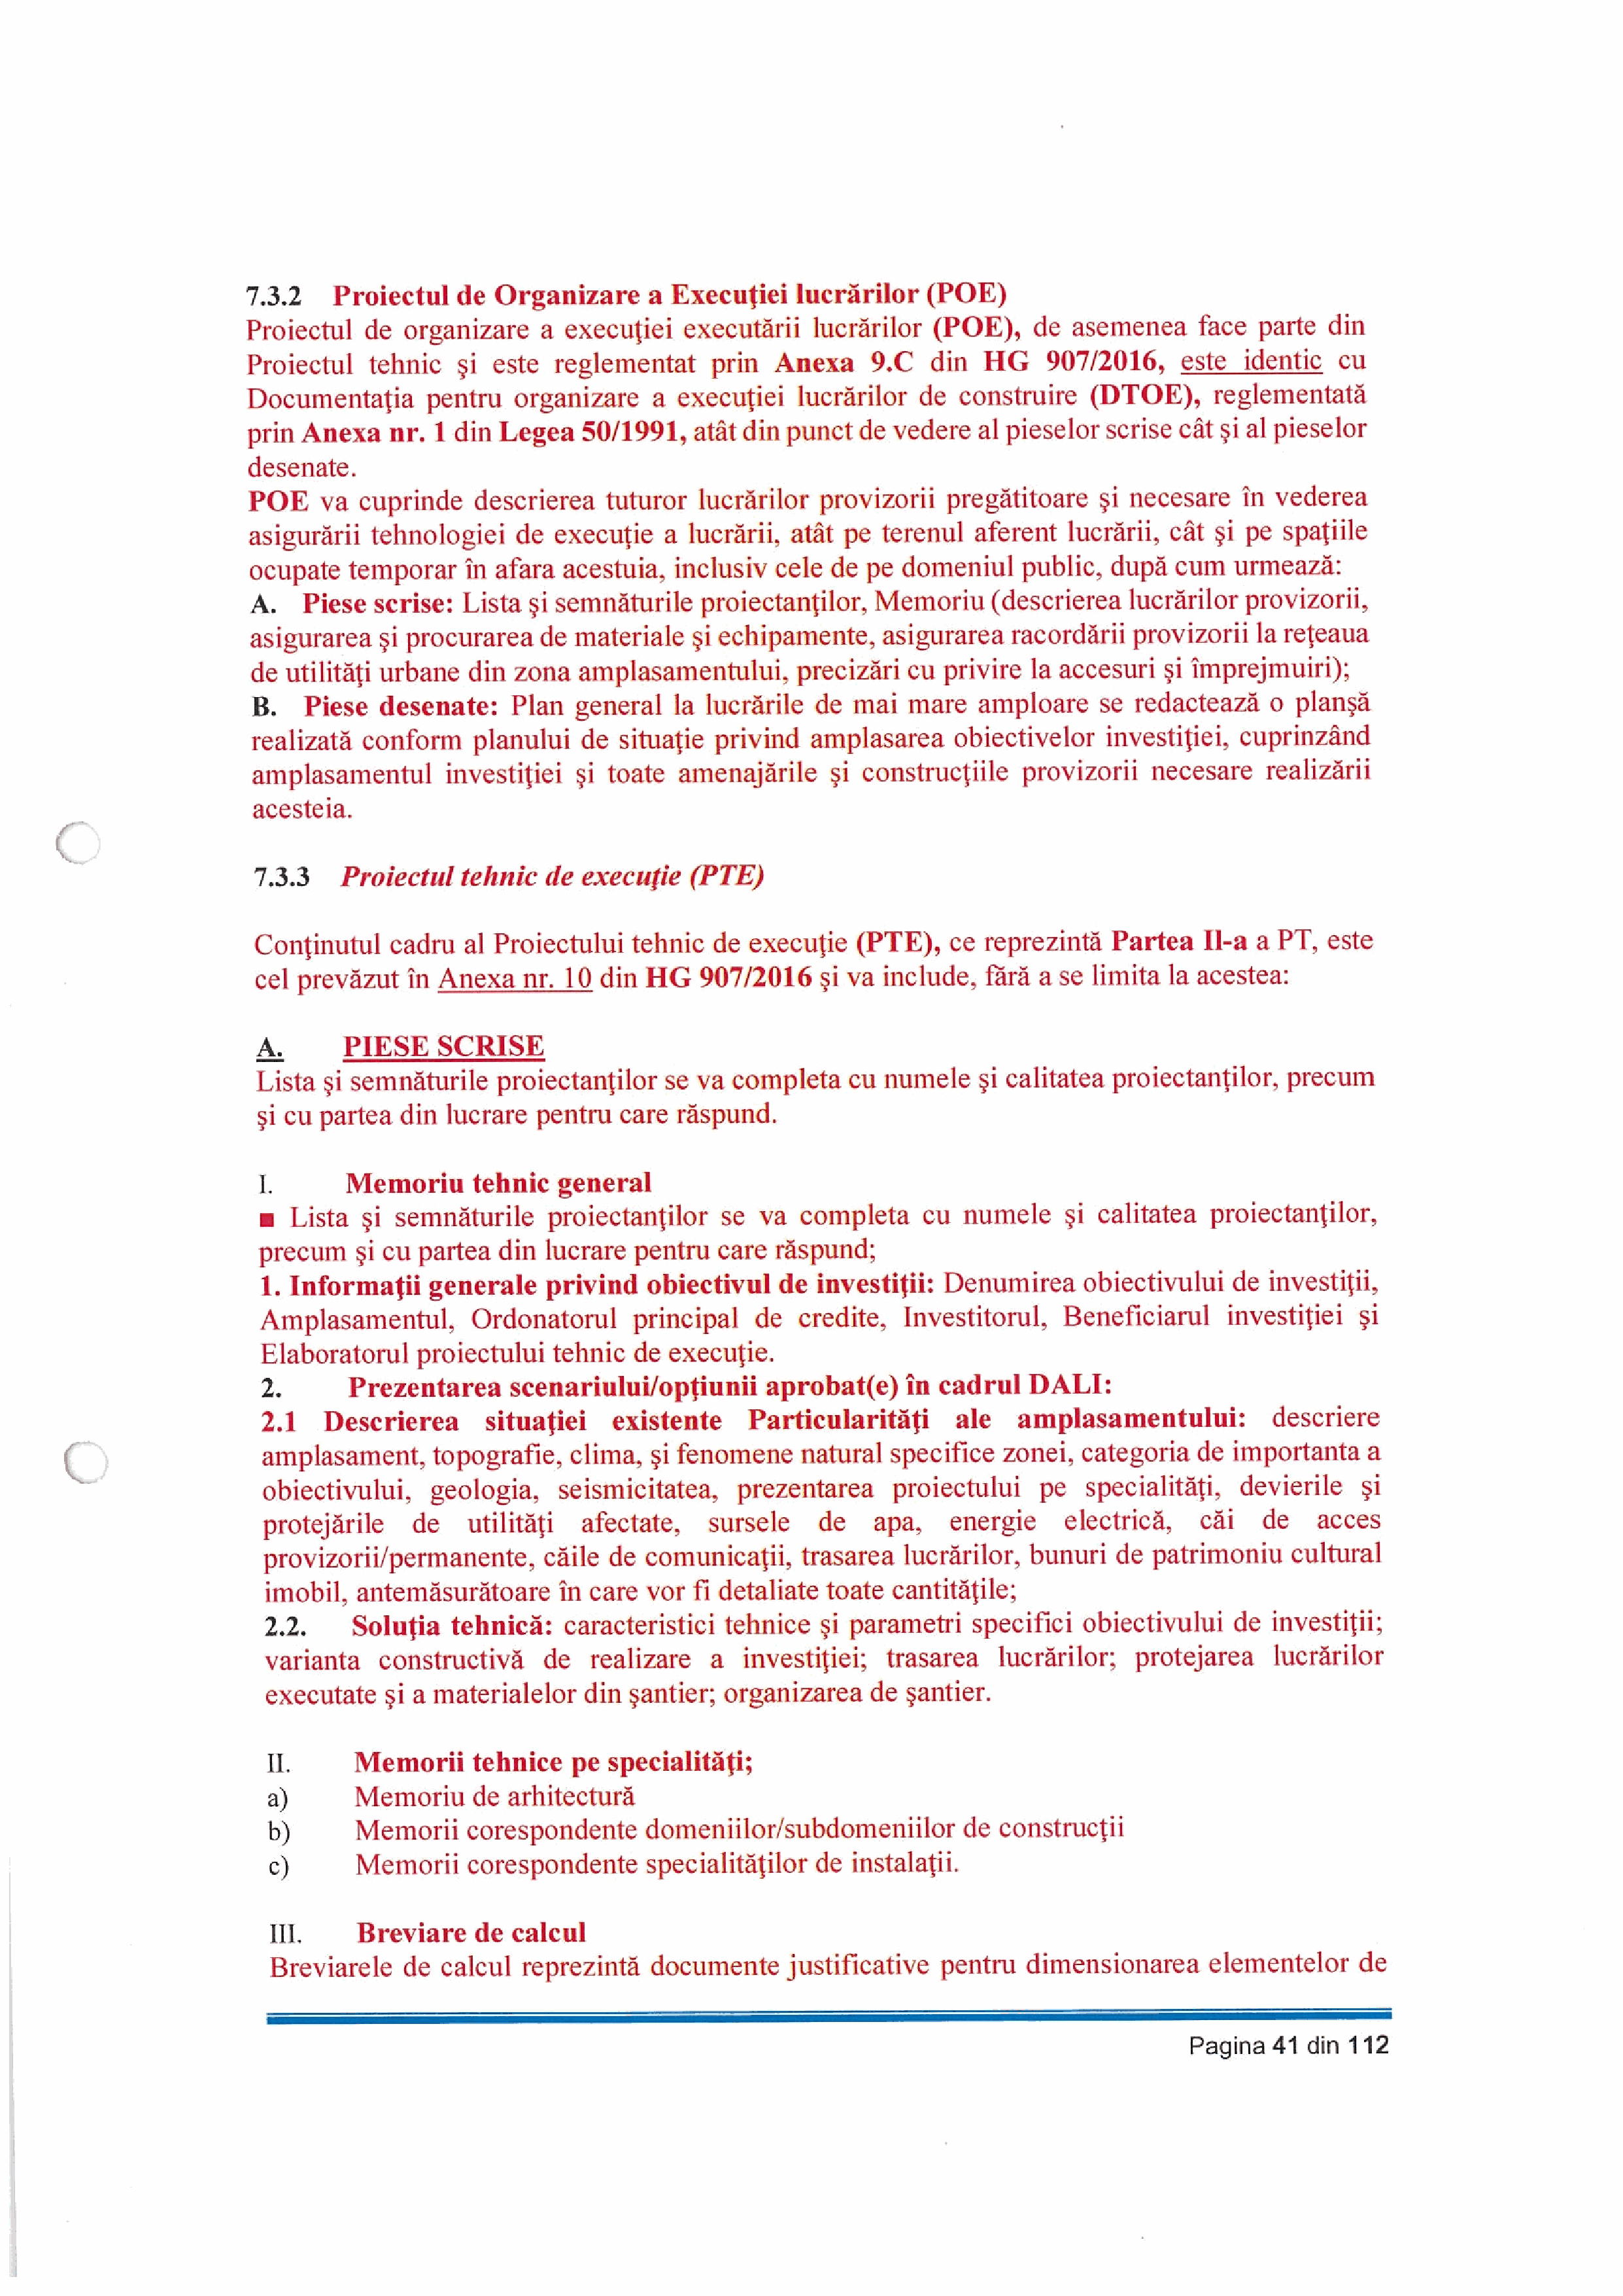 7.3.2 Proiectul de Organizare a Execuţiei lucrărilor (POE)
Proiectul de organizare a execuţiei executării lucrărilor (POE), de asemenea face parte din
Proiectul tehnic şi este reglementat prin Anexa 9.C din HG 907/2016, este identic cu
Documentaţia pentru organizare a execuţiei lucrărilor de construire (DTOE), reglementată
prin Anexa nr. 1 din Legea 50/1991, atât din punct de vedere al pieselor scrise cât şi al pieselor
desenate.
POE va cuprinde descrierea tuturor lucrărilor provizorii pregătitoare şi necesare în vederea
asigurării tehnologiei de execuţie a lucrării, atât pe terenul aferent lucrării, cât şi pe spaţiile
ocupate temporar în afara acestuia, inclusiv cele de pe domeniul public, după cum urmează:
A. Piese scrise: Lista şi semnăturile proiectanţilor, Memoriu (descrierea lucrărilor provizorii,
asigurarea şi procurarea de materiale şi echipamente, asigurarea racordării provizorii la reţeaua
de utilităţi urbane din zona amplasamentului, precizări cu privire la accesuri şi împrejmuiri);
B. Piese desenate: Plan general la lucrările de mai mare amploare se redactează o planşă
realizată conform planului de situaţie privind amplasarea obiectivelor investiţiei, cuprinzând
amplasamentul investiţiei şi toate amenajările şi construcţiile provizorii necesare realizării
acesteia.
7.3.3 Proiectul tehnic de execuţie (PTE)
Conţinutul cadru al Proiectului tehnic de execuţie (PTE), ce reprezintă Partea II-a a PT, este
cel prevăzut în Anexa nr. 10 din HG 907/2016 şi va include, fără a se limita la acestea:
A. PIESE SCRISE
Lista şi semnăturile proiectanţilor se va completa cu numele şi calitatea proiectanţilor, precum
şi cu partea din lucrare pentru care răspund.
I. Memoriu tehnic general
▪ Lista şi semnăturile proiectanţilor se va completa cu numele şi calitatea proiectanţilor,
precum şi cu partea din lucrare pentru care răspund;
1. Informaţii generale privind obiectivul de investiţii: Denumirea obiectivului de investiţii,
Amplasamentul, Ordonatorul principal de credite, Investitorul, Beneficiarul investiţiei şi
Elaboratorul proiectului tehnic de execuţie.
2. Prezentarea scenariului/opţiunii aprobat(e) în cadrul DALI:
2.1 Descrierea situaţiei existente Particularităţi ale amplasamentului: descriere
amplasament, topografie, clima, şi fenomene natural specifice zonei, categoria de importanta a
obiectivului, geologia, seismicitatea, prezentarea proiectului pe specialităţi, devierile şi
protejările de utilităţi afectate, sursele de apa, energie electrică, căi de acces
provizorii/permanente, căile de comunicaţii, trasarea lucrărilor, bunuri de patrimoniu cultural
imobil, antemăsurătoare în care vor fi detaliate toate cantităţile;
2.2. Soluţia tehnică: caracteristici tehnice şi parametri specifici obiectivului de investiţii;
varianta constructivă de realizare a investiţiei; trasarea lucrărilor; protejarea lucrărilor
executate şi a materialelor din şantier; organizarea de şantier.
II. Memorii tehnice pe specialităţi;
a) Memoriu de arhitectură
b) Memorii corespondente domeniilor/subdomeniilor de construcţii
c) Memorii corespondente specialităţilor de instalaţii.
III. Breviare de calcul
Breviarele de calcul reprezintă documente justificative pentru dimensionarea elementelor de
Pagina 41 din 112